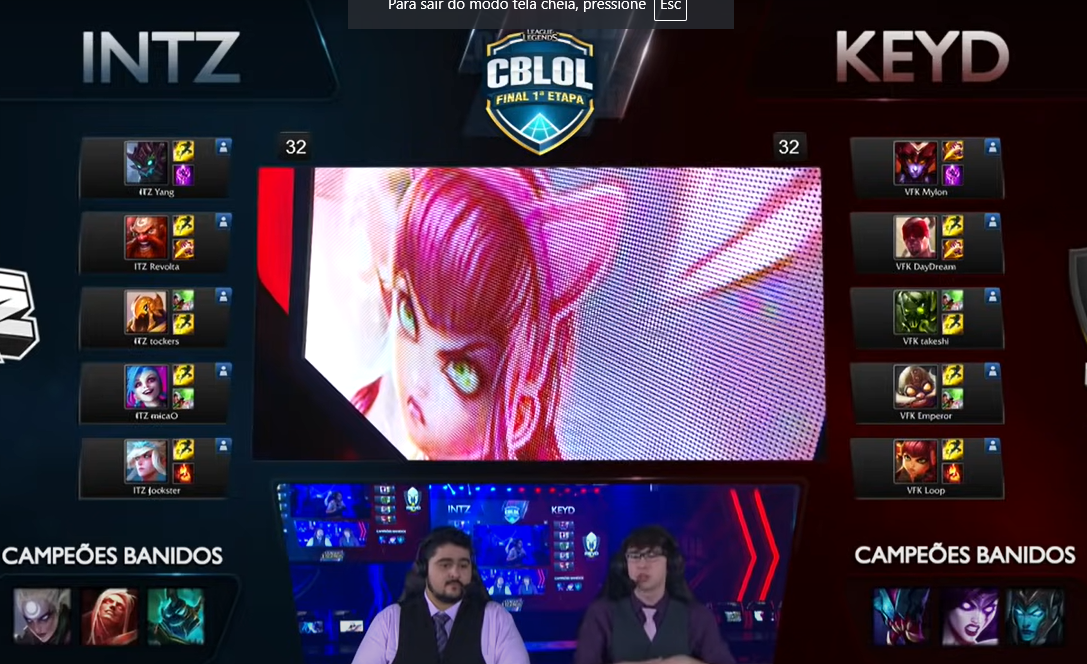 Para sair do modo tela cheia, pressione Esc
INTZ
LEAGUE
LEGENDS
CBLOL
FINAL 1ª ETAPA
KEYD
32
32
ITZ Yang
ITZ Revolta
ITZ tockers
ITZ micaO
ITZ Jockster
VFK Mylon
VFK DayDream
VFK takeshi
VFK Emperor
VFK Loop
INTZ
KEYD
CAMPEÕES BANIDOS
CAMPEÕES BANIDOS